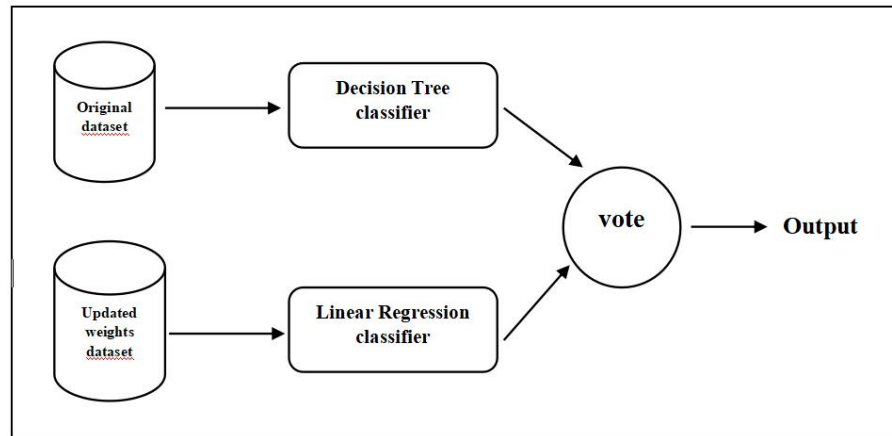 Original
dataset
Decision Tree
classifier
vote
Output
Updated
weights
dataset
Linear Regression
classifier